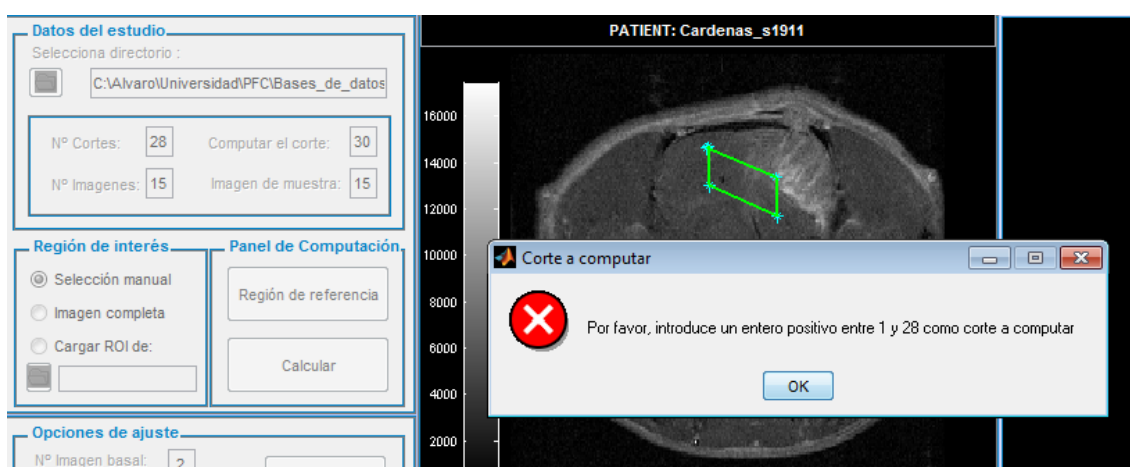 Datos del estudio
Selecciona directorio :
C:\Alvaro\Universidad\PFC\Bases_de_datos
Nº Cortes: 28 Computar el corte: 30
Nº Imagenes: 15 Imagen de muestra: 15
Región de interés
Selección manual
Imagen completa
Cargar ROI de:
Panel de Computación
Región de referencia
Calcular
Opciones de ajuste
Nº Imagen basal: 2
PATIENT: Cardenas_s1911
16000
14000
12000
10000
8000
6000
4000
2000
Corte a computar
Por favor, introduce un entero positivo entre 1 y 28 como corte a computar
OK